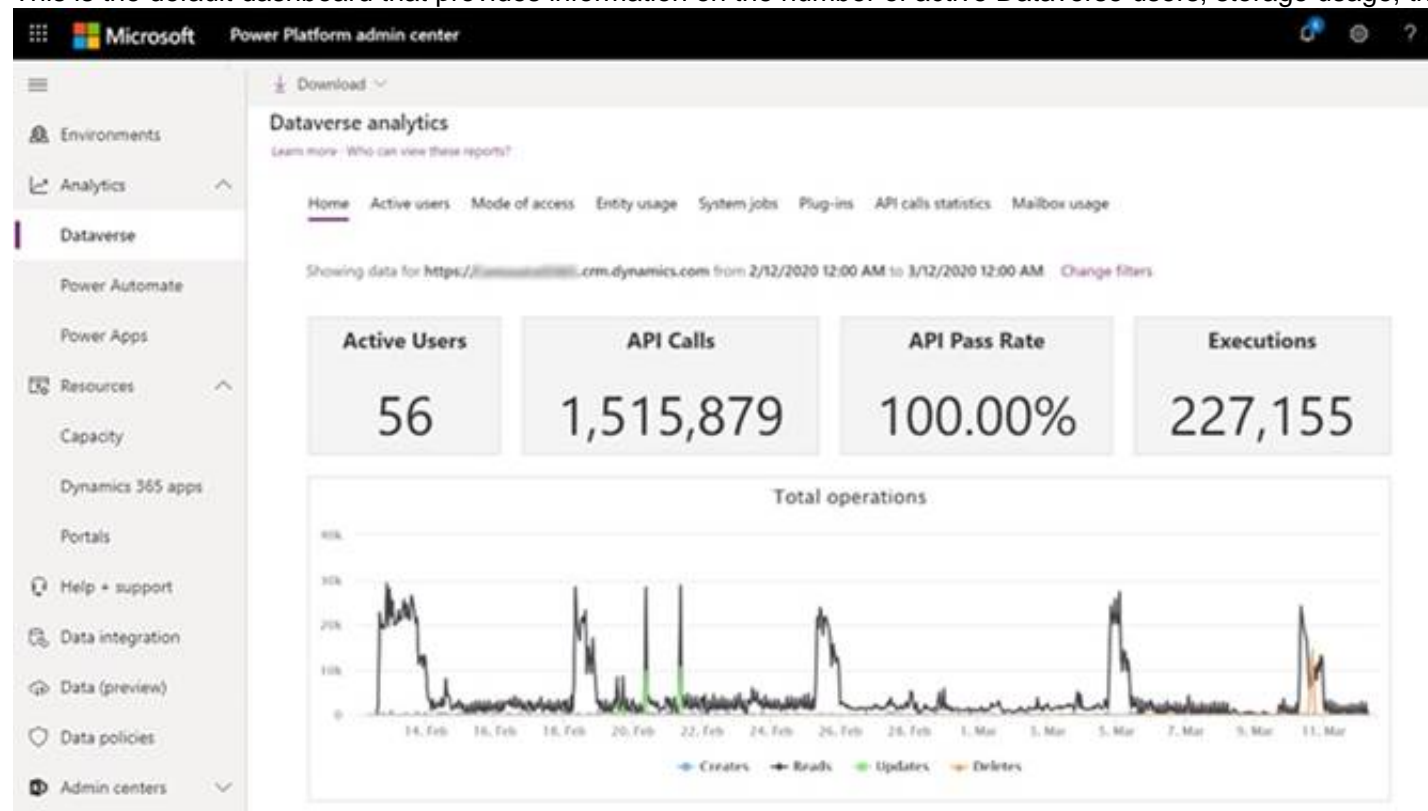 This is the default dashboard that provides information on the number of active Dataverse users, storage usage, th
Microsoft Power Platform admin center ?
Download
Dataverse analytics
Learn more · Who can view these reports?
Environments
Analytics
Dataverse
Power Automate
Power Apps
Resources
Capacity
Dynamics 365 apps
Portals
Help + support
Data integration
Data (preview)
Data policies
Admin centers
Home Active users Mode of access Entity usage System jobs Plug-ins API calls statistics Mailbox usage
Showing data for https:// .crm.dynamics.com from 2/12/2020 12:00 AM to 3/12/2020 12:00 AM Change filters
Active Users API Calls API Pass Rate Executions
56 1,515,879 100.00% 227,155
Total operations
40k
30k
20k
10k
0
14. Feb 16. Feb 18. Feb 20. Feb 22. Feb 24. Feb 26. Feb 28. Feb 1. Mar 3. Mar 5. Mar 7. Mar 9. Mar 11. Mar
Creates Reads Updates Deletes